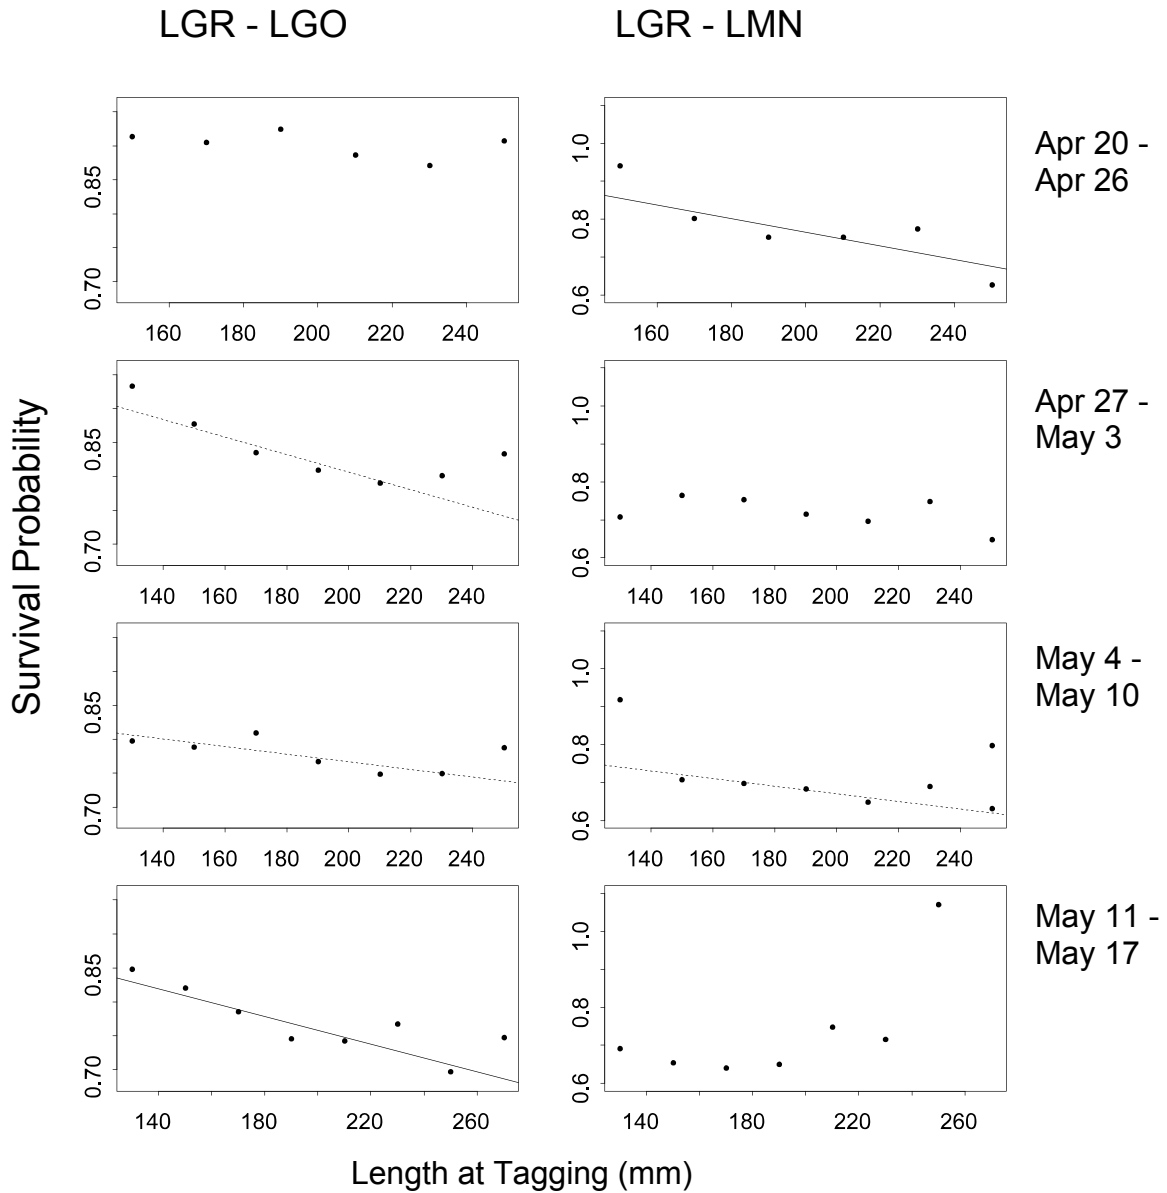 LGR - LGO
LGR - LMN
0.70 0.85
160 180 200 220 240
0.6 0.8 1.0
160 180 200 220 240
Apr 20 -
Apr 26
Survival Probability
0.70 0.85
140 160 180 200 220 240
0.6 0.8 1.0
140 160 180 200 220 240
Apr 27 -
May 3
0.70 0.85
140 160 180 200 220 240
0.6 0.8 1.0
140 160 180 200 220 240
May 4 -
May 10
0.70 0.85
140 180 220 260
0.6 0.8 1.0
140 180 220 260
May 11 -
May 17
Length at Tagging (mm)